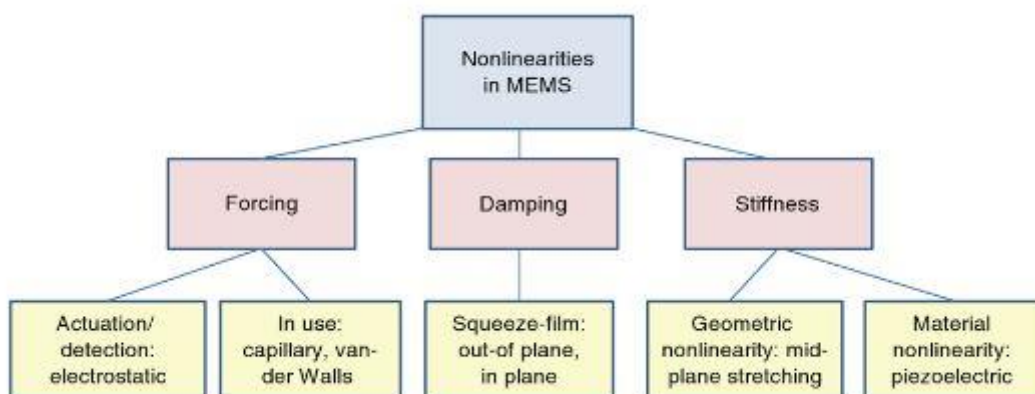 Nonlinearities
in MEMS
Forcing
Damping
Stiffness
Actuation/
detection:
electrostatic
In use:
capillary, van-
der Walls
Squeeze-film:
out-of plane,
in plane
Geometric
nonlinearity: mid-
plane stretching
Material
nonlinearity:
piezoelectric